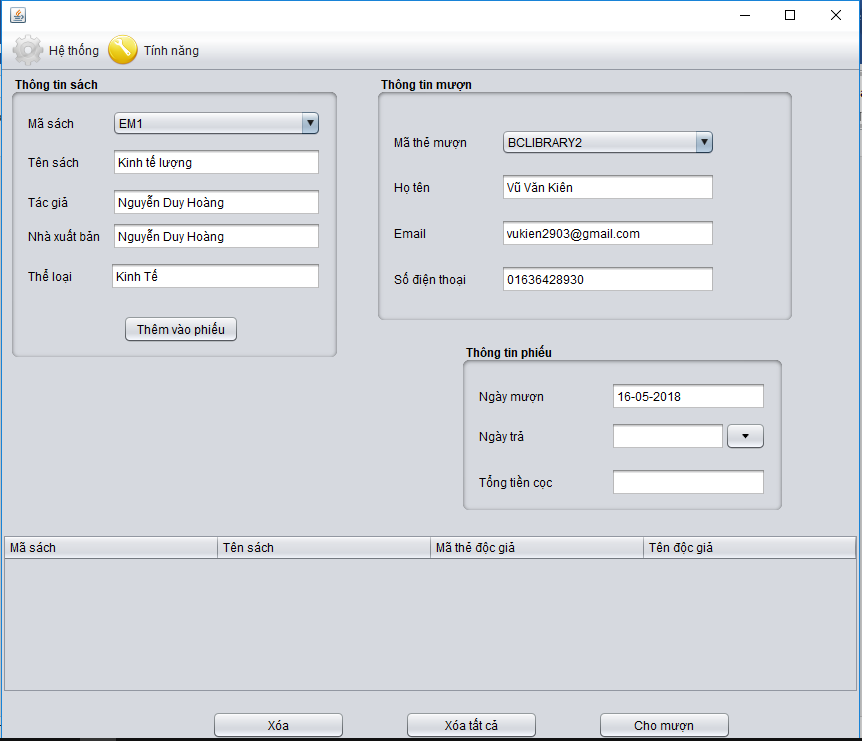 Hệ thống Tính năng
Thông tin sách
Mã sách EM1
Tên sách Kinh tế lượng
Tác giả Nguyễn Duy Hoàng
Nhà xuất bản Nguyễn Duy Hoàng
Thể loại Kinh Tế
Thêm vào phiếu
Thông tin mượn
Mã thẻ mượn BCLIBRARY2
Họ tên Vũ Văn Kiên
Email vukien2903@gmail.com
Số điện thoại 01636428930
Thông tin phiếu
Ngày mượn 16-05-2018
Ngày trả
Tổng tiền cọc
Mã sách Tên sách Mã thẻ độc giả Tên độc giả
Xóa Xóa tất cả Cho mượn